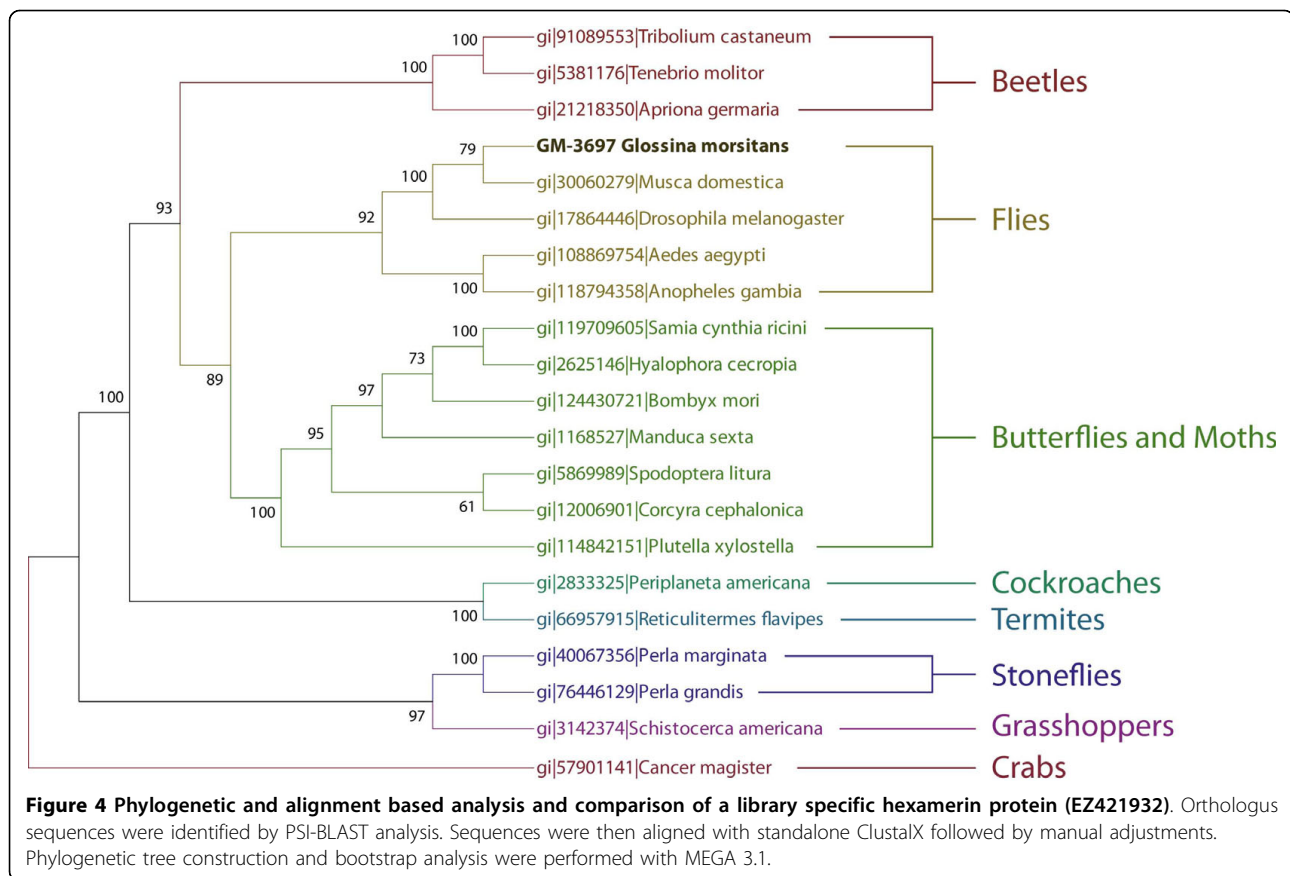 100
gi|91089553|Tribolium castaneum
100
gi|5381176|Tenebrio molitor
Beetles
gi|21218350|Apriona germaria
GM-3697 Glossina morsitans
79
100
gi|30060279|Musca domestica
93
92
gi|17864446|Drosophila melanogaster
Flies
gi|108869754|Aedes aegypti
100
gi|118794358|Anopheles gambia
100
gi|119709605|Samia cynthia ricini
73
gi|2625146|Hyalophora cecropia
89
97
100
gi|124430721|Bombyx mori
95
gi|1168527|Manduca sexta
Butterflies and Moths
gi|5869989|Spodoptera litura
61
100
gi|12006901|Corcyra cephalonica
gi|114842151|Plutella xylostella
gi|2833325|Periplaneta americana
Cockroaches
100
gi|66957915|Reticulitermes flavipes
Termites
100
gi|40067356|Perla marginata
gi|76446129|Perla grandis
Stoneflies
97
gi|3142374|Schistocerca americana
Grasshoppers
gi|57901141|Cancer magister
Crabs
Figure 4 Phylogenetic and alignment based analysis and comparison of a library specific hexamerin protein (EZ421932). Orthologus
sequences were identified by PSI-BLAST analysis. Sequences were then aligned with standalone ClustalX followed by manual adjustments.
Phylogenetic tree construction and bootstrap analysis were performed with MEGA 3.1.